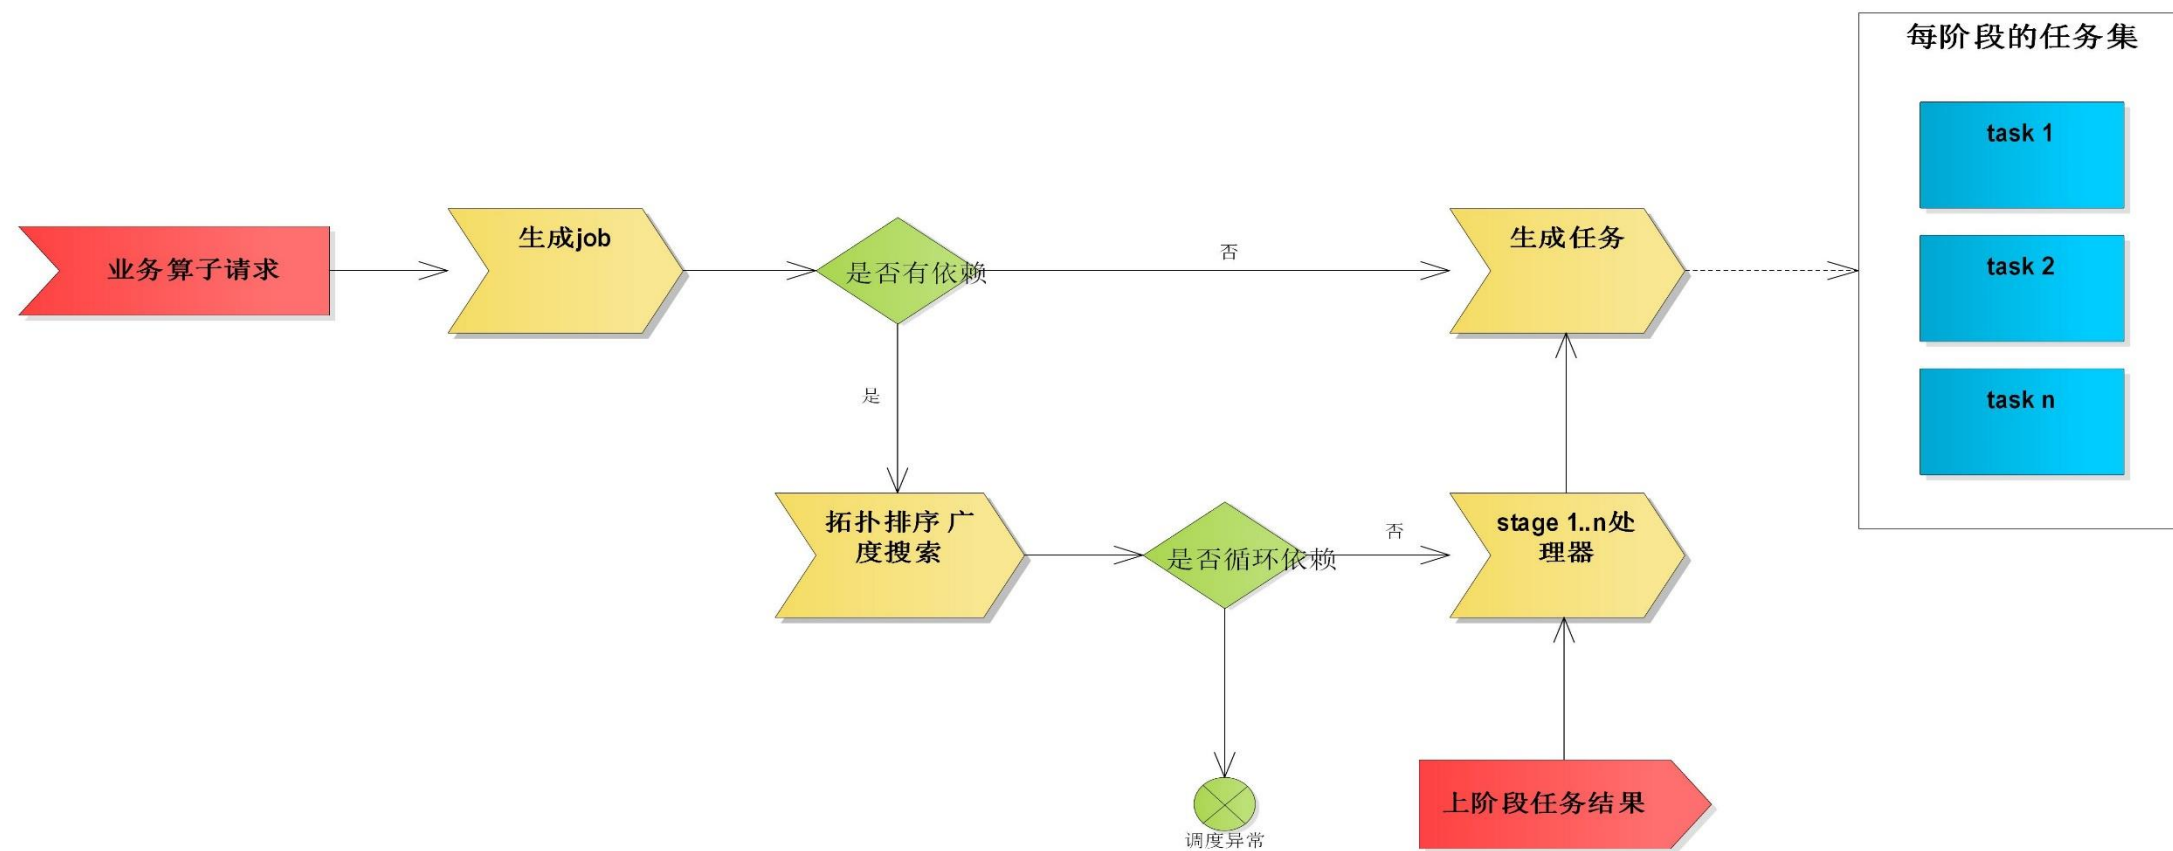 每阶段的任务集
task 1
task 2
task n
业务算子请求
生成job
是否有依赖
否
生成任务
是
拓扑排序 广
度搜索
是否循环依赖
否
stage 1..n处
理器
调度异常
上阶段任务结果